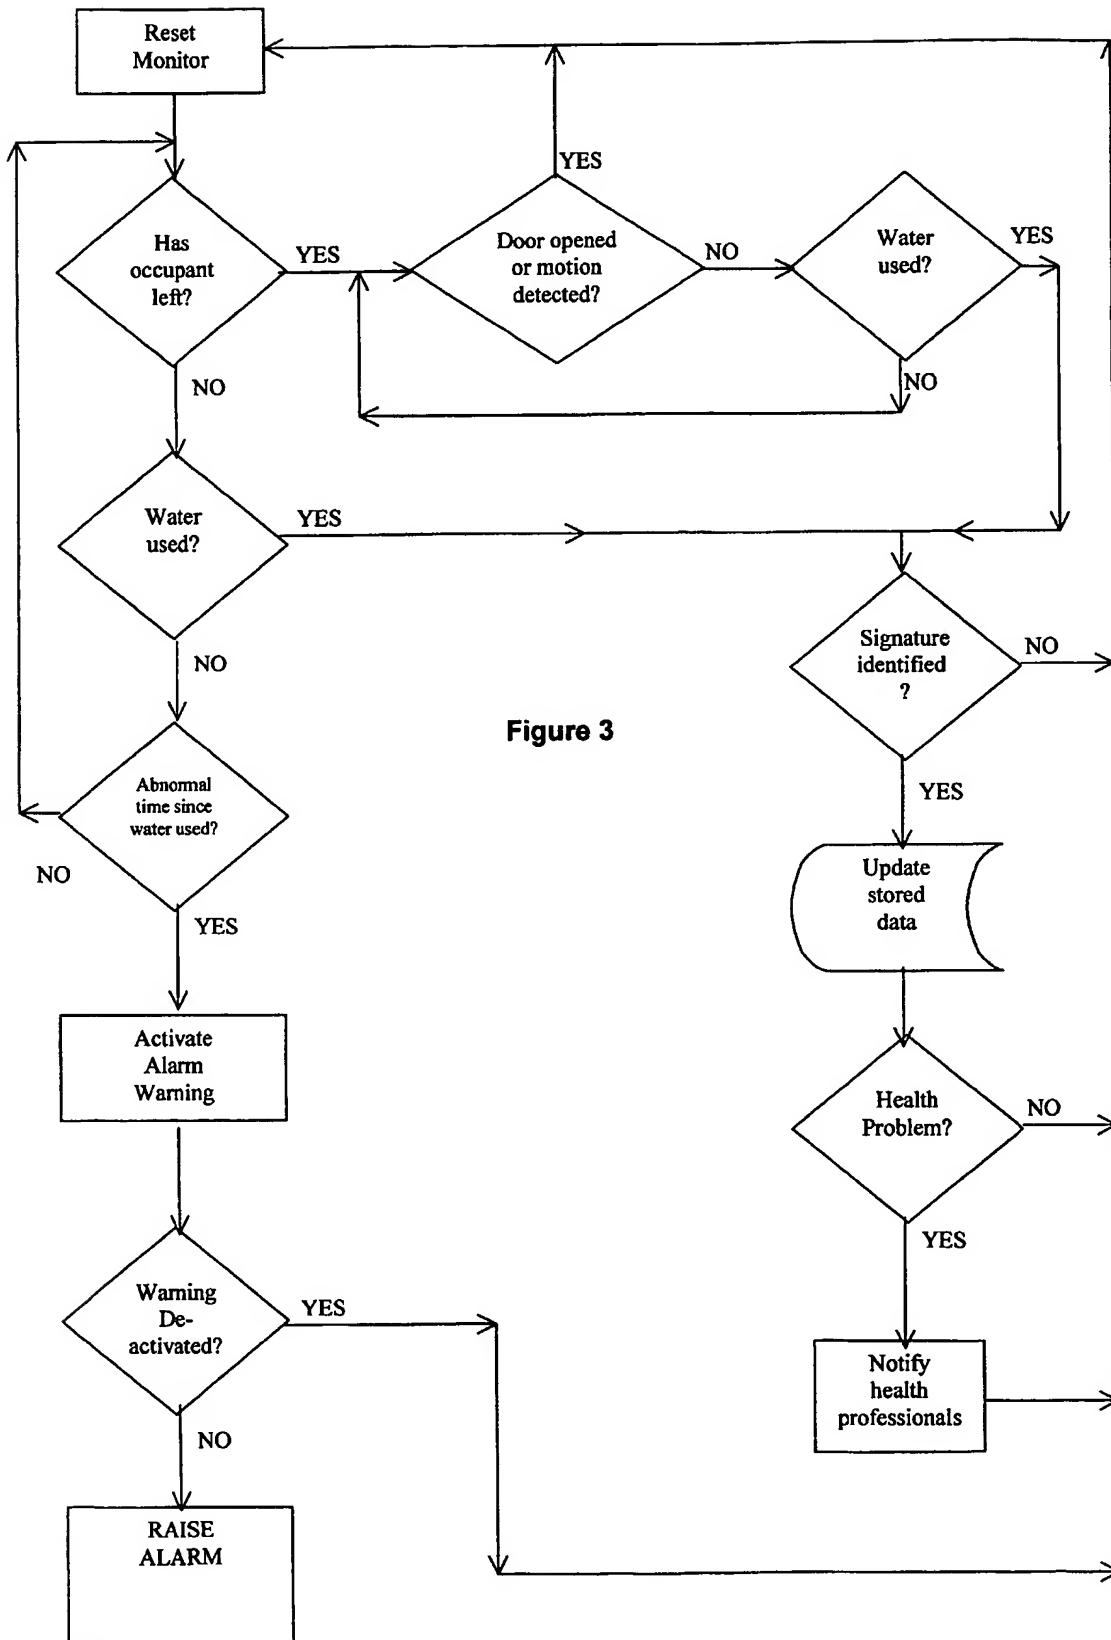 Reset
Monitor
YES
Has
occupant
left?
YES
Door opened
or motion
detected?
NO
Water
used?
YES
NO
NO
Water
used?
YES
NO
Signature
identified
?
NO
Figure 3
Abnormal
time since
water used?
NO
YES
YES
Update
stored
data
Activate
Alarm
Warning
Health
Problem?
NO
YES
Warning
De-
activated?
YES
NO
Notify
health
professionals
RAISE
ALARM